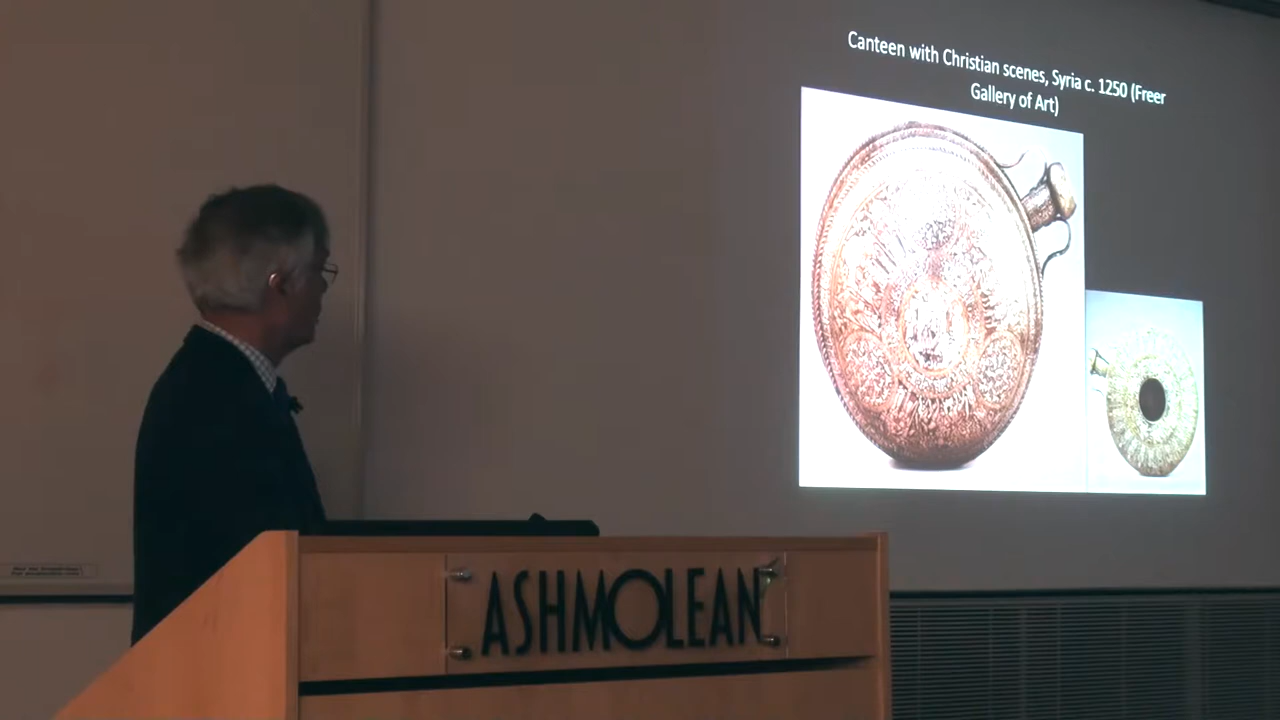 Canteen with Christian scenes, Syria c. 1250 (Freer
Gallery of Art)
ASHMOLEAN